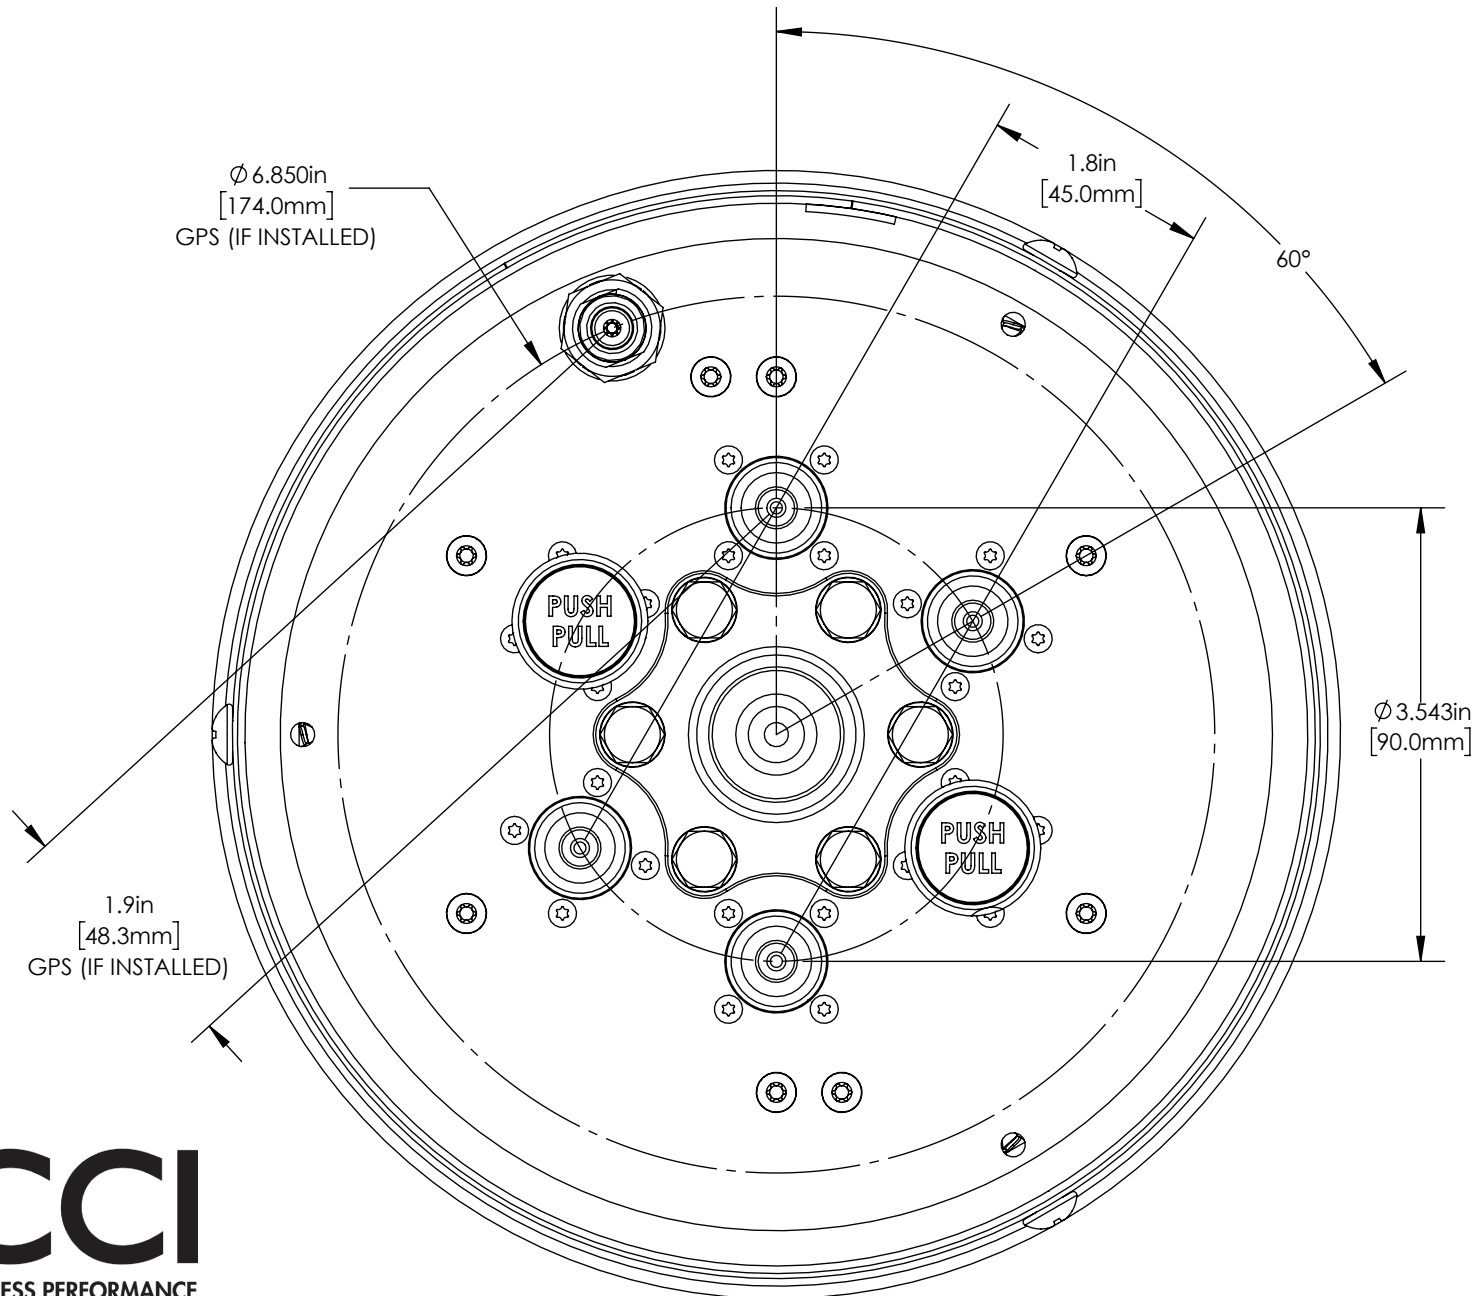 1.8in
[45.0mm]
Ø 6.850in
[174.0mm]
GPS (IF INSTALLED)
60°
PUSH
PULL
Ø 3.543in
[90.0mm]
PUSH
PULL
1.9in
[48.3mm]
GPS (IF INSTALLED)
CCI
ESS PERFORMANCE